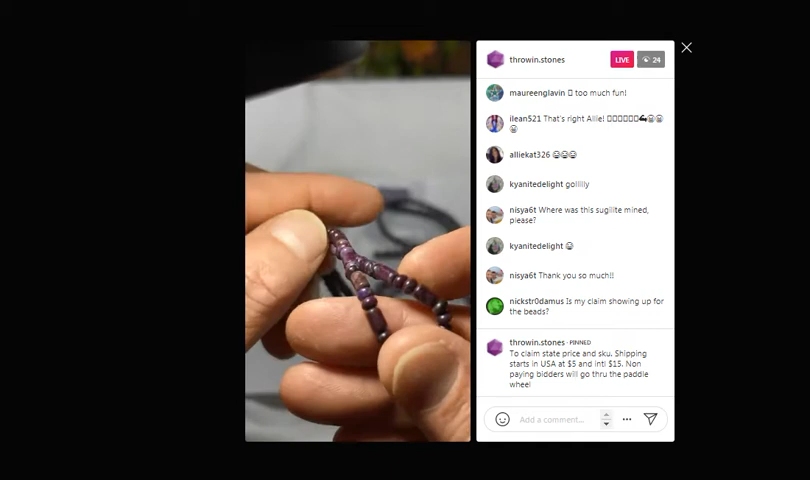 throwin.stones LIVE 24
maureenglavin too much fun!
ilean521 That's right Allie!
alliekat326
kyanitedelight gollllly
nisya6t Where was this sugilite mined,
please?
kyanitedelight
nisya6t Thank you so much!!
nickstr0damus Is my claim showing up for
the beads?
throwin.stones · PINNED
To claim state price and sku. Shipping
starts in USA at $5 and intl $15. Non
paying bidders will go thru the paddle
wheel
Add a comment...